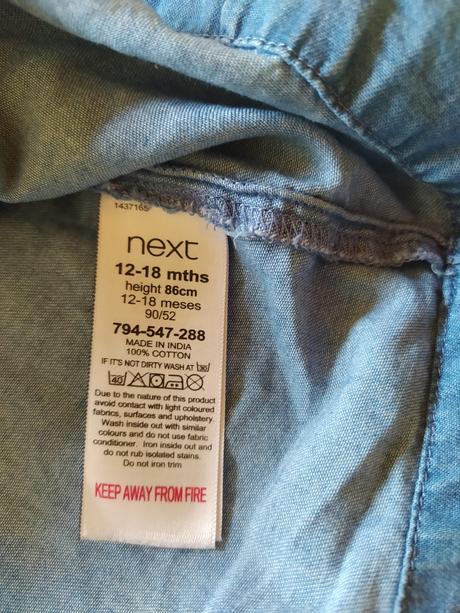 1437165
next
12-18 mths
height 86cm
12-18 meses
90/52
794-547-288
MADE IN INDIA
100% COTTON
IF IT'S NOT DIRTY WASH AT 30
40
Due to the nature of this product
avoid contact with light coloured
fabrics, surfaces and upholstery.
Wash inside out with similar
colours and do not use fabric
conditioner. Iron inside out and
do not rub isolated stains.
Do not iron trim
KEEP AWAY FROM FIRE